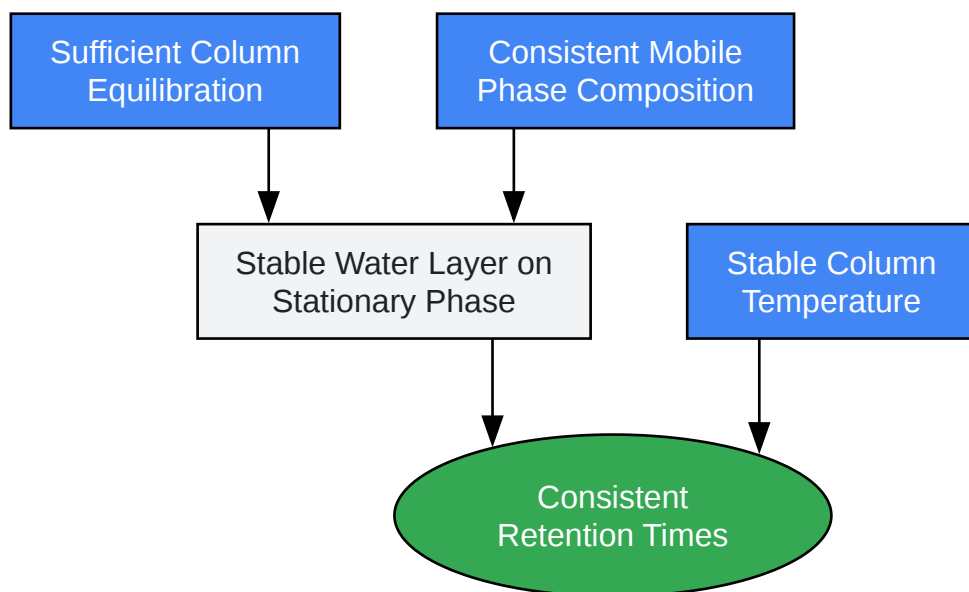 Sufficient Column
Equilibration
Consistent Mobile
Phase Composition
Stable Water Layer on
Stationary Phase
Stable Column
Temperature
Consistent
Retention Times